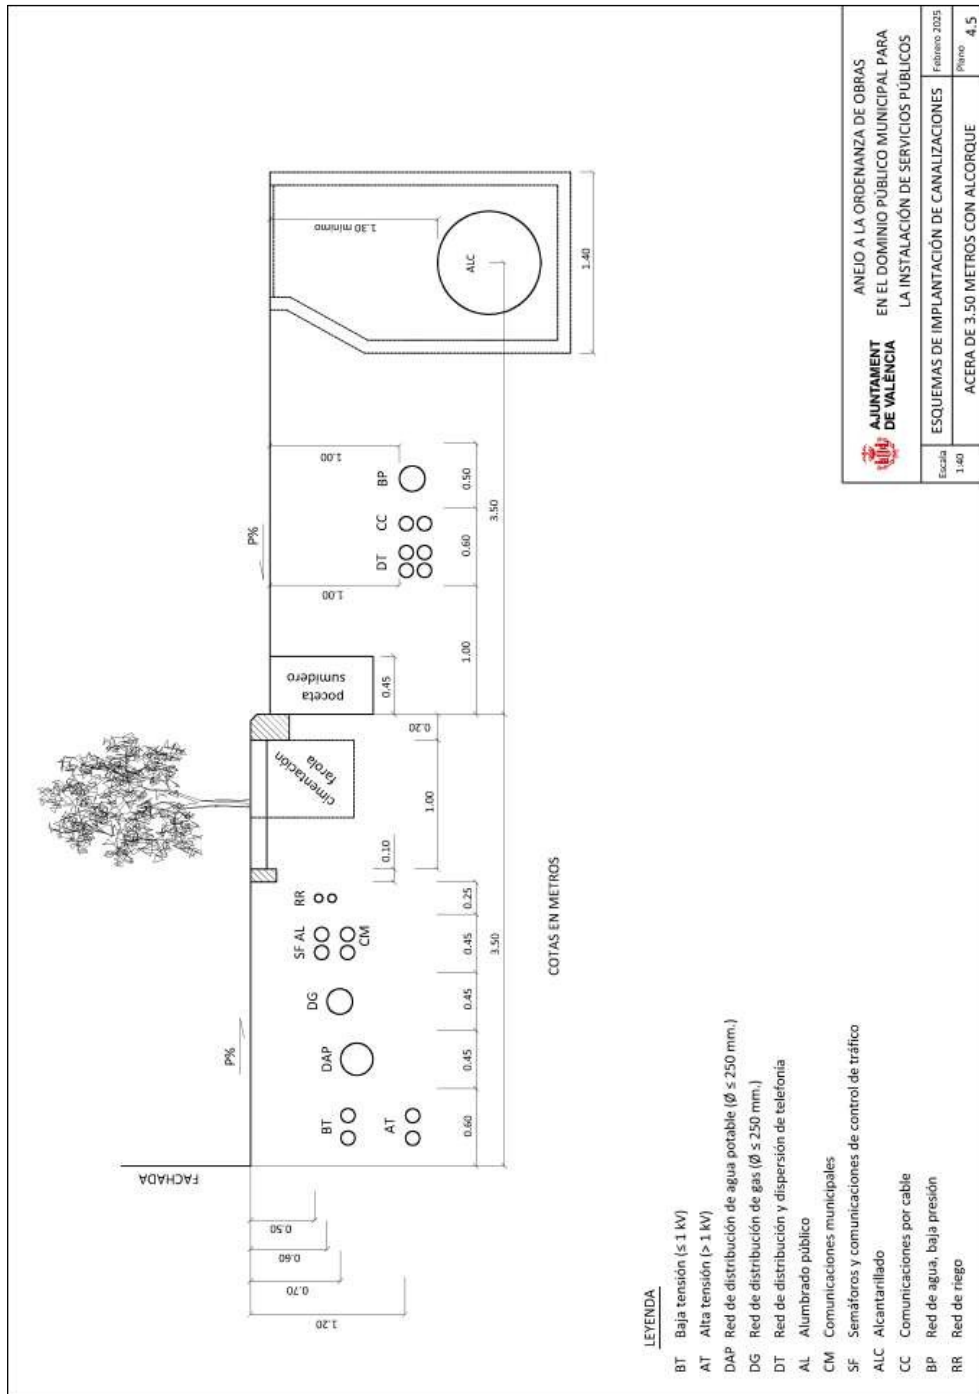 FACHADA
P%
P%
BT
AT
DAP
DG
SF AL
CM
RR
cimentación
farola
poceta
sumidero
DT
CC
BP
ALC
0.50
0.60
0.70
1.20
0.60
0.45
0.45
0.45
0.25
3.50
0.10
1.00
0.20
0.45
1.00
1.00
0.60
0.50
1.00
3.50
1.30 mínimo
1.40
COTAS EN METROS
LEYENDA
BT Baja tensión (≤ 1 kV)
AT Alta tensión (> 1 kV)
DAP Red de distribución de agua potable (Ø ≤ 250 mm.)
DG Red de distribución de gas (Ø ≤ 250 mm.)
DT Red de distribución y dispersión de telefonía
AL Alumbrado público
CM Comunicaciones municipales
SF Semáforos y comunicaciones de control de tráfico
ALC Alcantarillado
CC Comunicaciones por cable
BP Red de agua, baja presión
RR Red de riego
AJUNTAMENT
DE VALÈNCIA
ANEJO A LA ORDENANZA DE OBRAS
EN EL DOMINIO PÚBLICO MUNICIPAL PARA
LA INSTALACIÓN DE SERVICIOS PÚBLICOS
Escala
1:40
ESQUEMAS DE IMPLANTACIÓN DE CANALIZACIONES
Febrero 2025
ACERA DE 3.50 METROS CON ALCORQUE
Plano 4.5